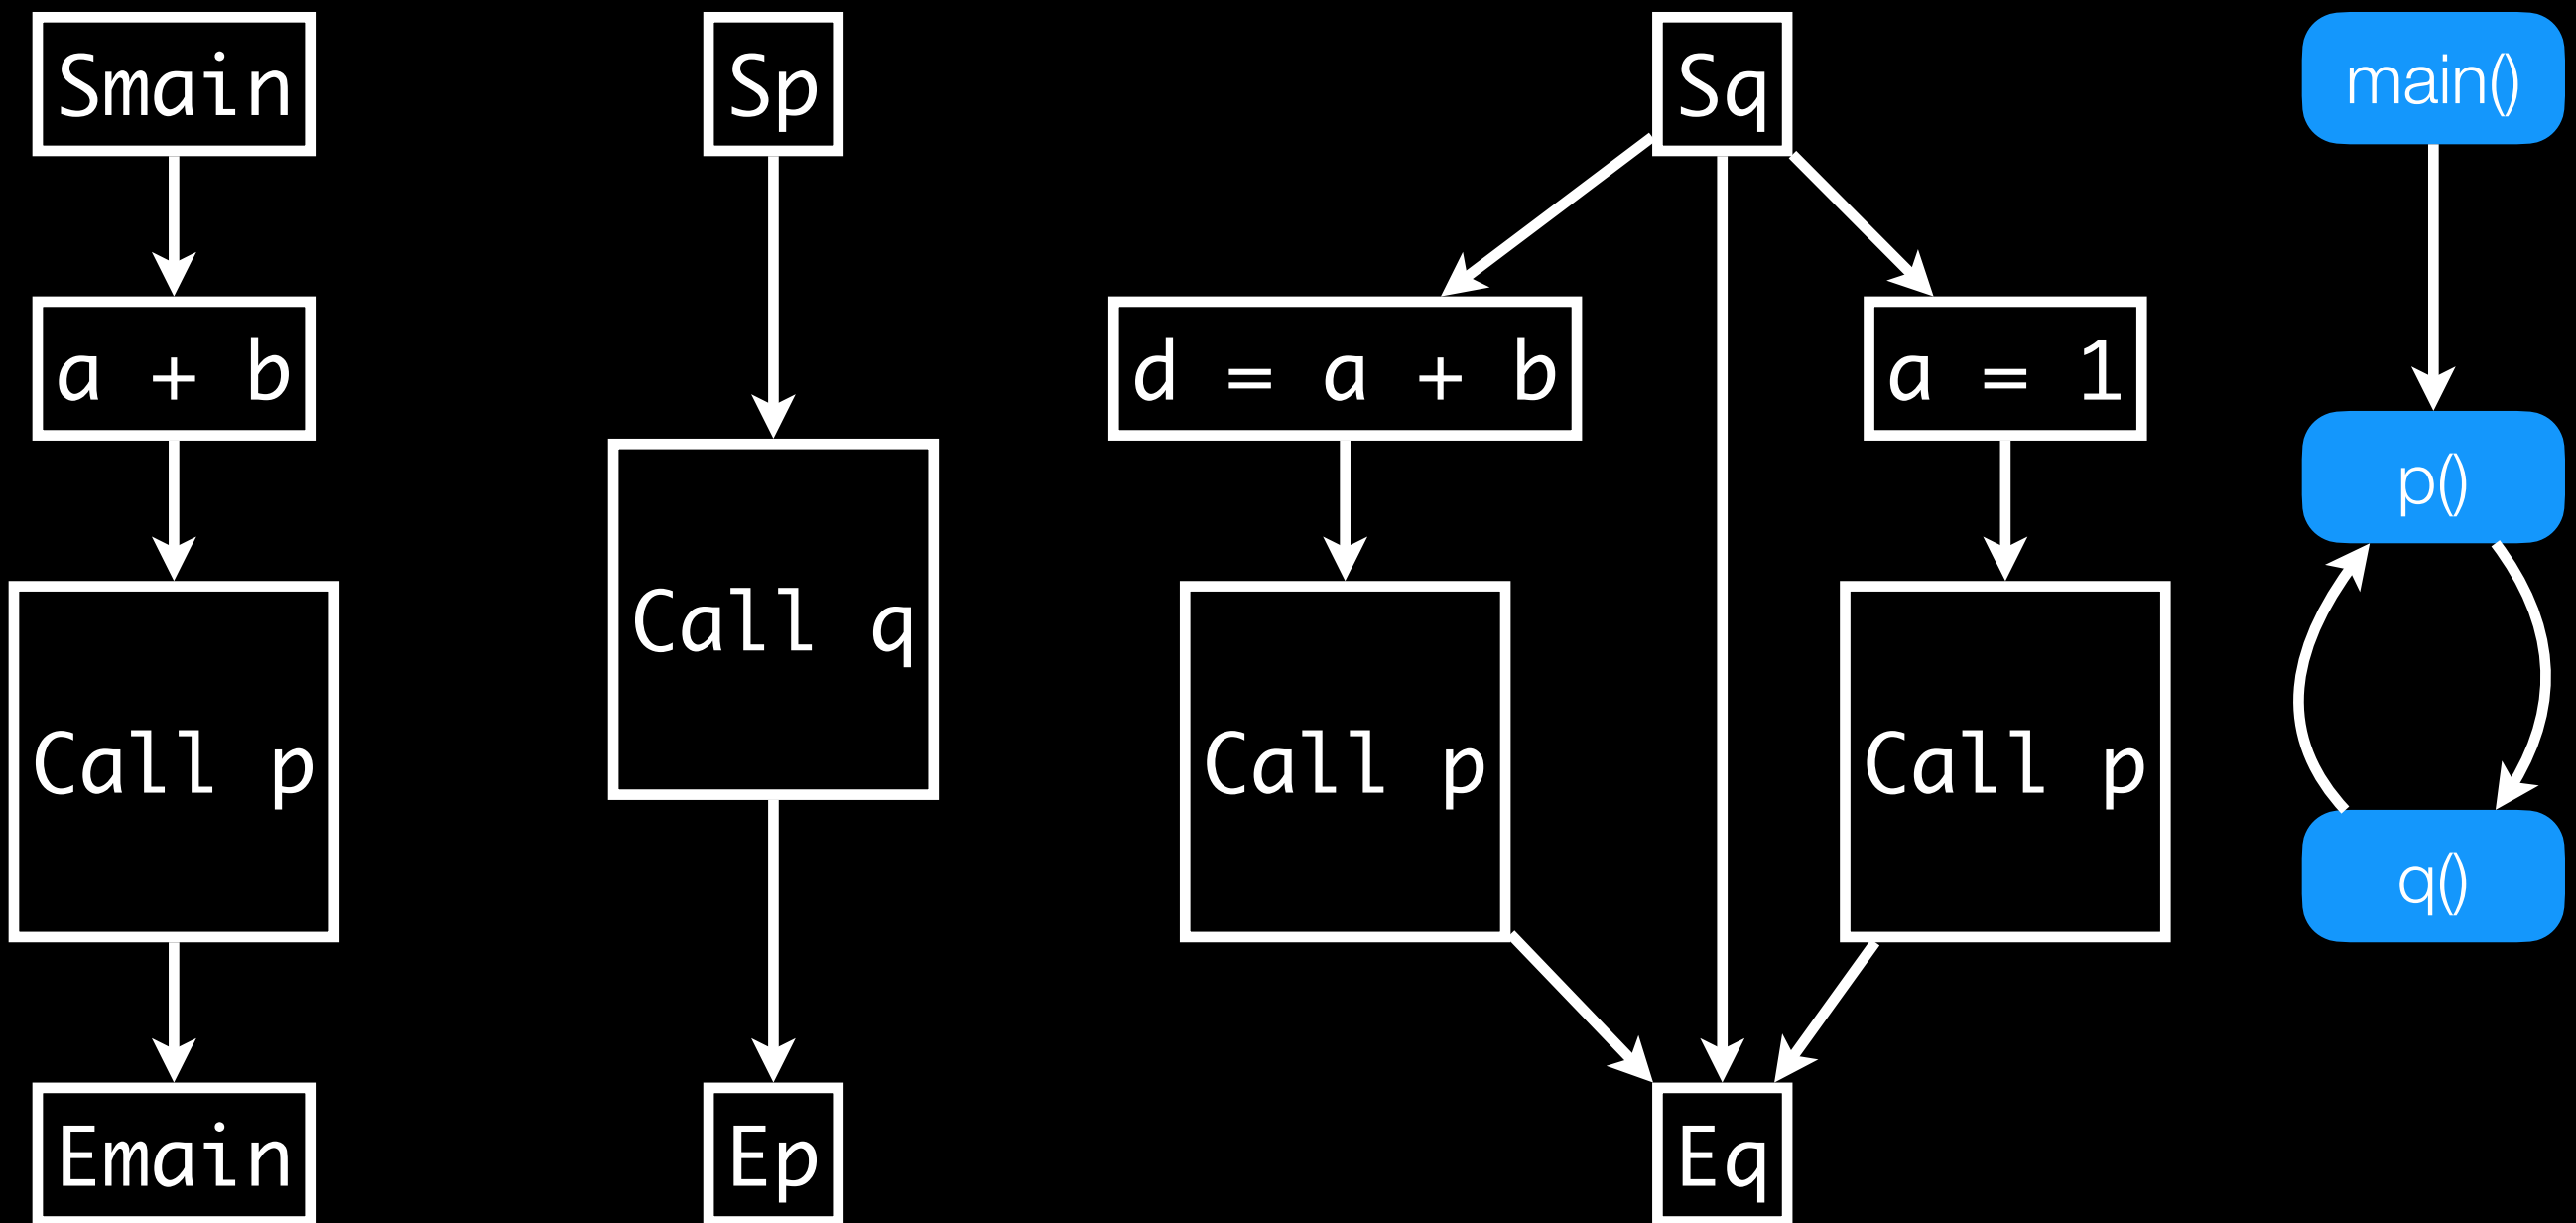 Smain
a + b
Call p
Emain
Sp
Call q
Ep
Sq
d = a + b
a = 1
Call p
Call p
Eq
main()
p()
q()